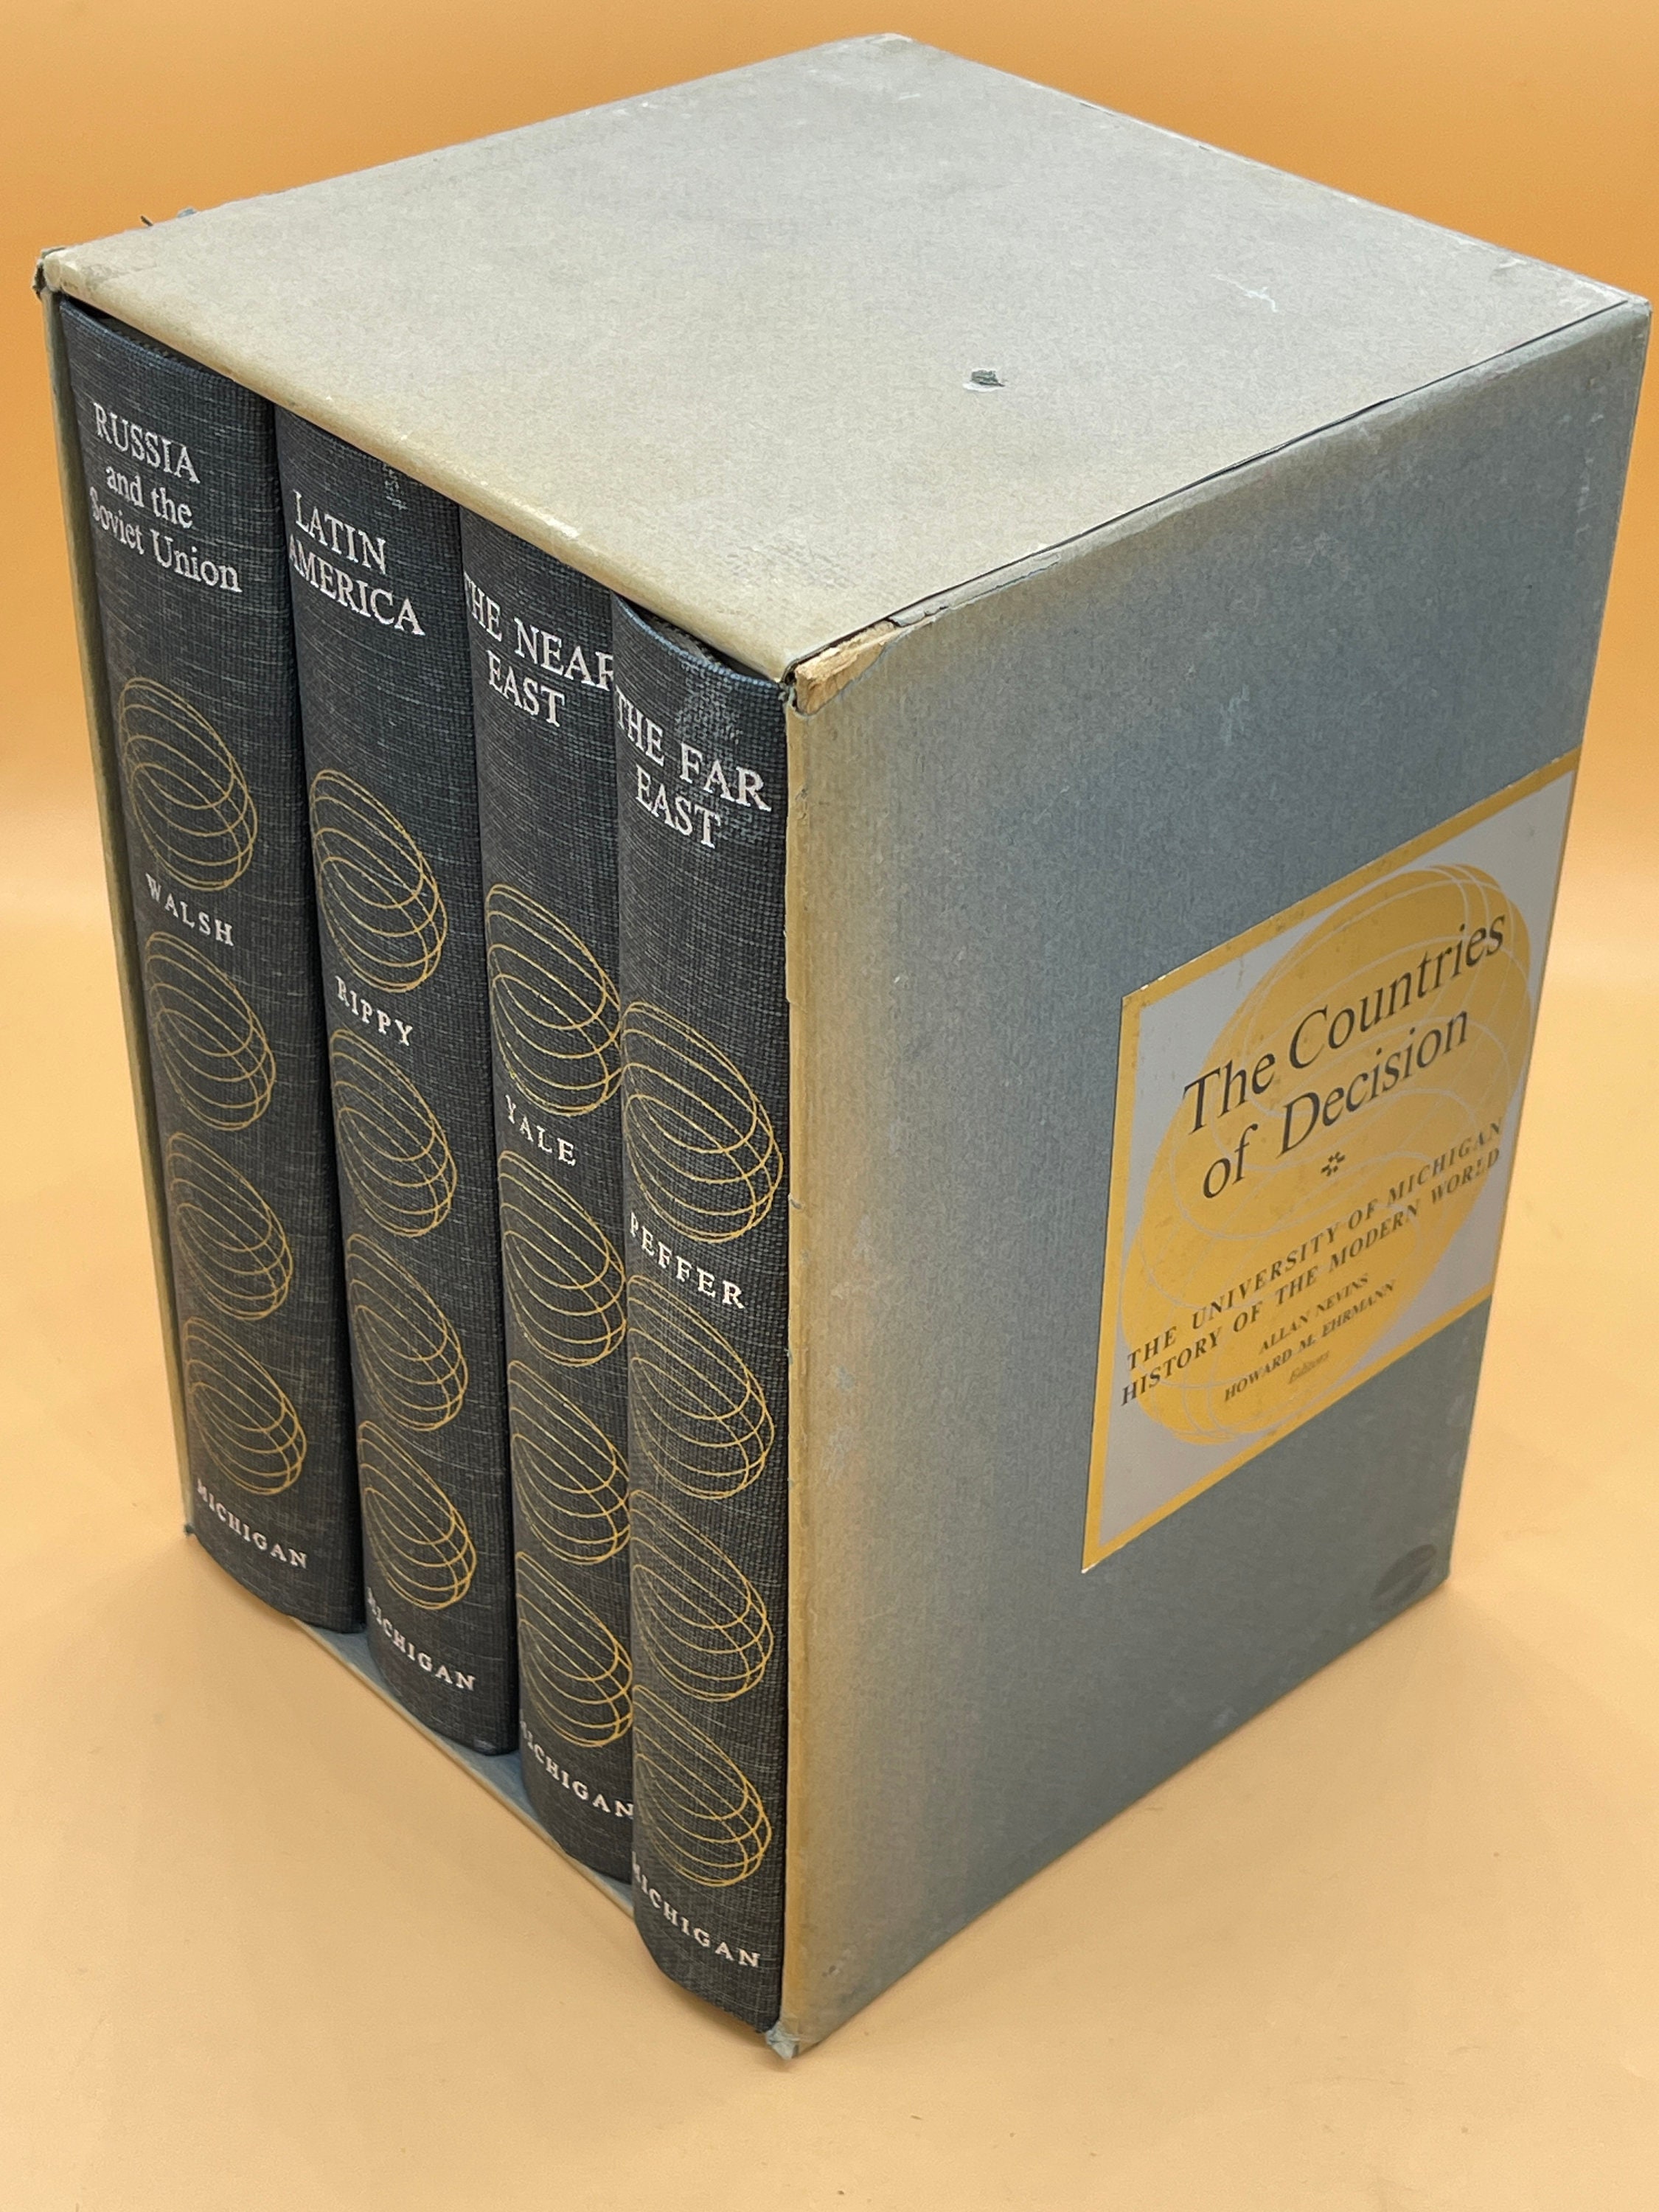 RUSSIA
and the
Soviet Union
WALSH
MICHIGAN
LATIN
AMERICA
RIPPY
MICHIGAN
THE NEAR
EAST
YALE
MICHIGAN
THE FAR
EAST
PEFFER
MICHIGAN
The Countries
of Decision
THE UNIVERSITY OF MICHIGAN
HISTORY OF THE MODERN WORLD
ALLAN NEVINS
HOWARD M. EHRMANN
Editors